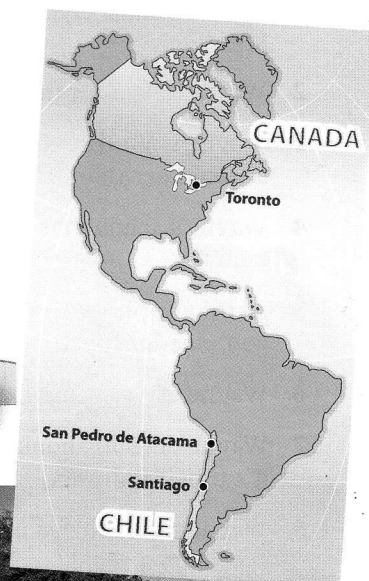 CANADA
Toronto
San Pedro de Atacama
Santiago
CHILE